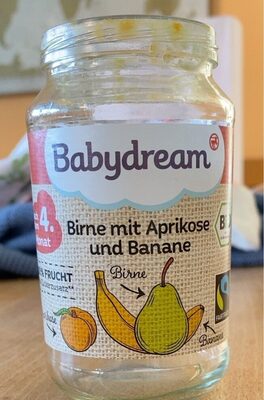 Babydream
4.
Birne mit Aprikose
und Banane
FRUCHT
Birne
Banane